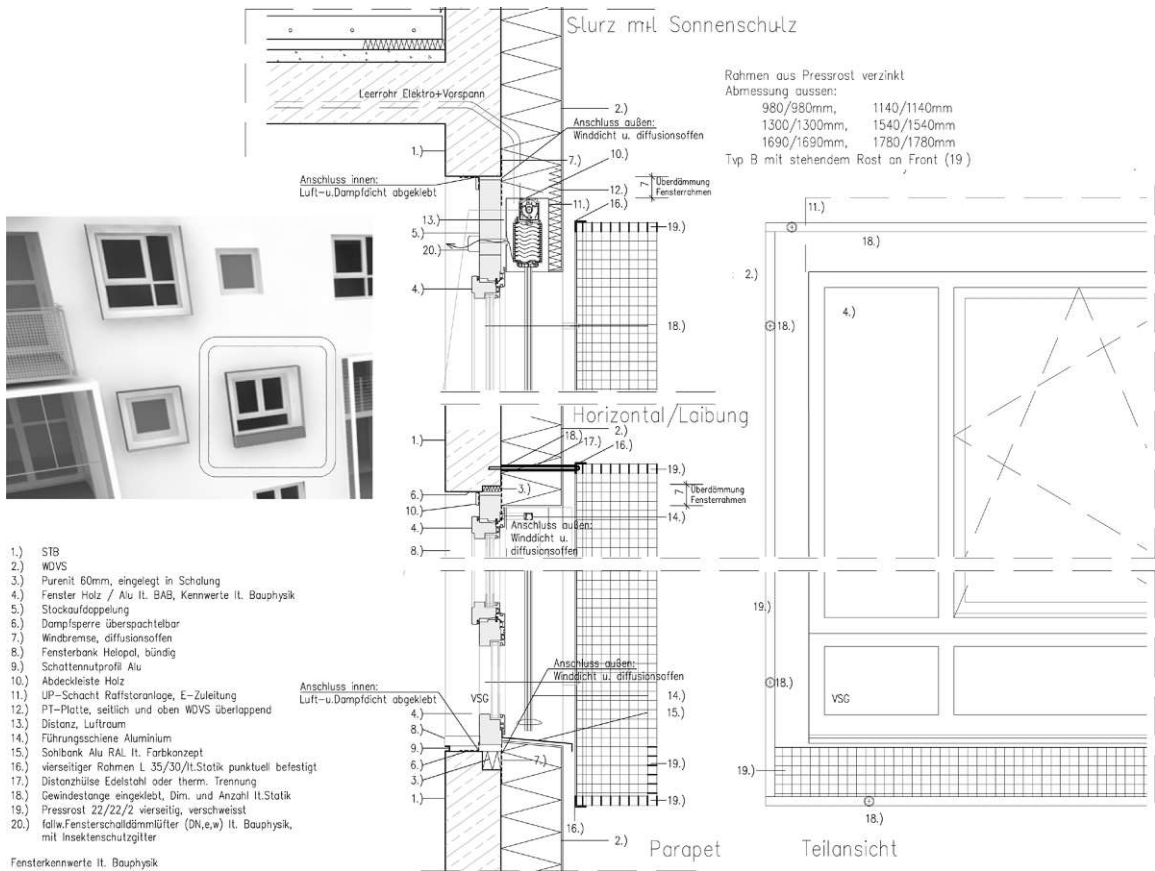 Sturz mit Sonnenschutz
Rahmen aus Pressrost verzinkt
Abmessung aussen:
980/980mm, 1140/1140mm
1300/1300mm, 1540/1540mm
1690/1690mm, 1780/1780mm
Typ B mit stehendem Rost an Front (19.)
Leerrohr Elektro+Vorspann
2.)
Anschluss außen:
Winddicht u. diffusionsoffen
1.)
7.)
10.)
Anschluss innen:
Luft-u.Dampfdicht abgeklebt
12.)
7
Überdämmung
Fensterrahmen
11.)
16.)
13.)
19.)
5.)
20.)
4.)
18.)
11.)
18.)
2.)
18.)
4.)
Horizontal/Laibung
1.)
18.)
17.)
2.)
16.)
19.)
6.)
3.)
7
Überdämmung
Fensterrahmen
10.)
14.)
4.)
Anschluss außen:
Winddicht u.
diffusionsoffen
8.)
19.)
Anschluss außen:
Winddicht u. diffusionsoffen
18.)
Anschluss innen:
Luft-u.Dampfdicht abgeklebt
VSG
14.)
VSG
4.)
15.)
8.)
9.)
6.)
7.)
19.)
19.)
3.)
1.)
19.)
16.)
18.)
2.)
Parapet
Teilansicht
1.) STB
2.) WDVS
3.) Purenit 60mm, eingelegt in Schalung
4.) Fenster Holz / Alu lt. BAB, Kennwerte lt. Bauphysik
5.) Stockaufdoppelung
6.) Dampfsperre überspachtelbar
7.) Windbremse, diffusionsoffen
8.) Fensterbank Helopal, bündig
9.) Schattennutprofil Alu
10.) Abdeckleiste Holz
11.) UP-Schacht Raffstoranlage, E-Zuleitung
12.) PT-Platte, seitlich und oben WDVS überlappend
13.) Distanz, Luftraum
14.) Führungsschiene Aluminium
15.) Sohlbank Alu RAL lt. Farbkonzept
16.) vierseitiger Rahmen L 35/30/lt.Statik punktuell befestigt
17.) Distanzhülse Edelstahl oder therm. Trennung
18.) Gewindestange eingeklebt, Dim. und Anzahl lt.Statik
19.) Pressrost 22/22/2 vierseitig, verschweisst
20.) fallw.Fensterschalldämmlüfter (DN,e,w) lt. Bauphysik,
mit Insektenschutzgitter
Fensterkennwerte lt. Bauphysik